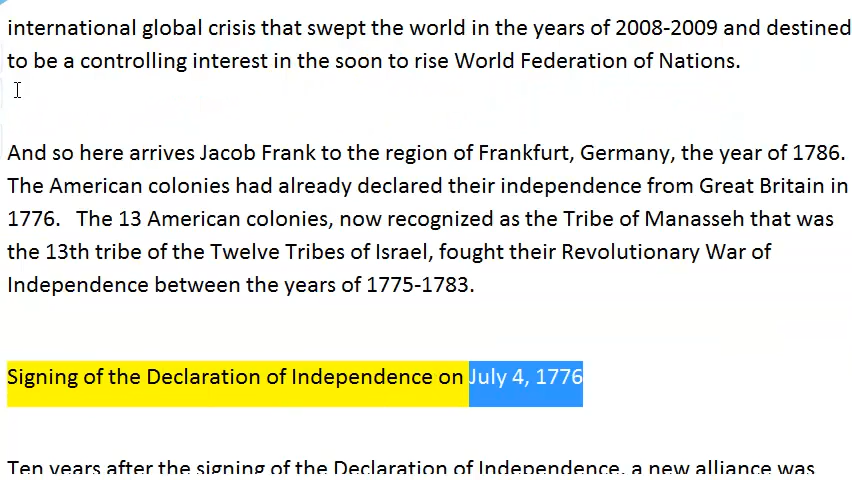 international global crisis that swept the world in the years of 2008-2009 and destined
to be a controlling interest in the soon to rise World Federation of Nations.
And so here arrives Jacob Frank to the region of Frankfurt, Germany, the year of 1786.
The American colonies had already declared their independence from Great Britain in
1776.   The 13 American colonies, now recognized as the Tribe of Manasseh that was
the 13th tribe of the Twelve Tribes of Israel, fought their Revolutionary War of
Independence between the years of 1775-1783.
Signing of the Declaration of Independence on July 4, 1776
Ten years after the signing of the Declaration of Independence, a new alliance was